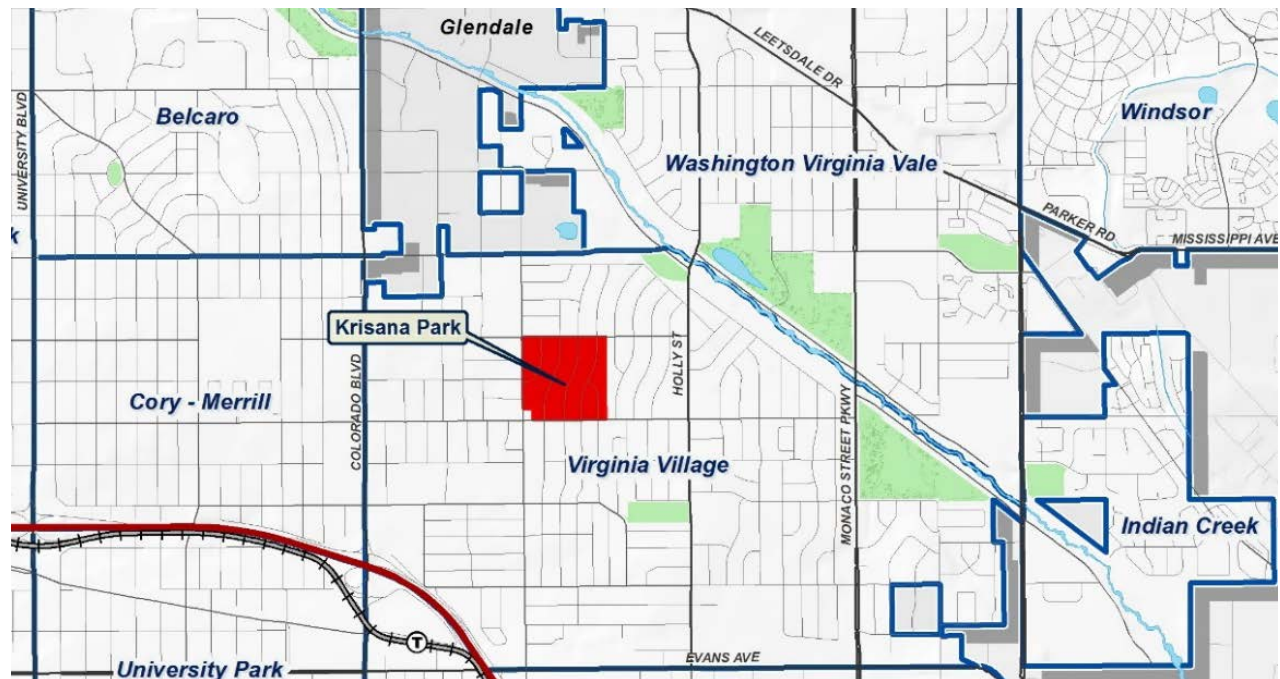 Glendale
LEETSDALE DR
UNIVERSITY BLVD
Belcaro
Windsor
Washington Virginia Vale
PARKER RD
MISSISSIPPI AVE
k
Krisana Park
HOLLY ST
COLORADO BLVD
Cory - Merrill
MONACO STREET PKWY
Virginia Village
Indian Creek
T
EVANS AVE
University Park